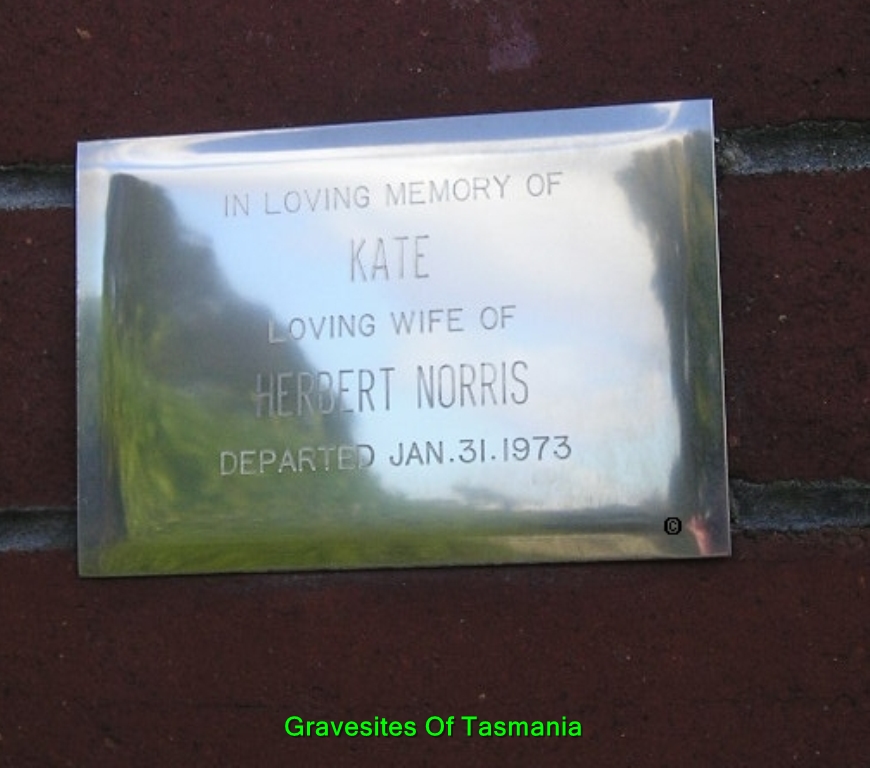 IN LOVING MEMORY OF
KATE
LOVING WIFE OF
HERBERT NORRIS
DEPARTED JAN.31.1973
©
Gravesites Of Tasmania